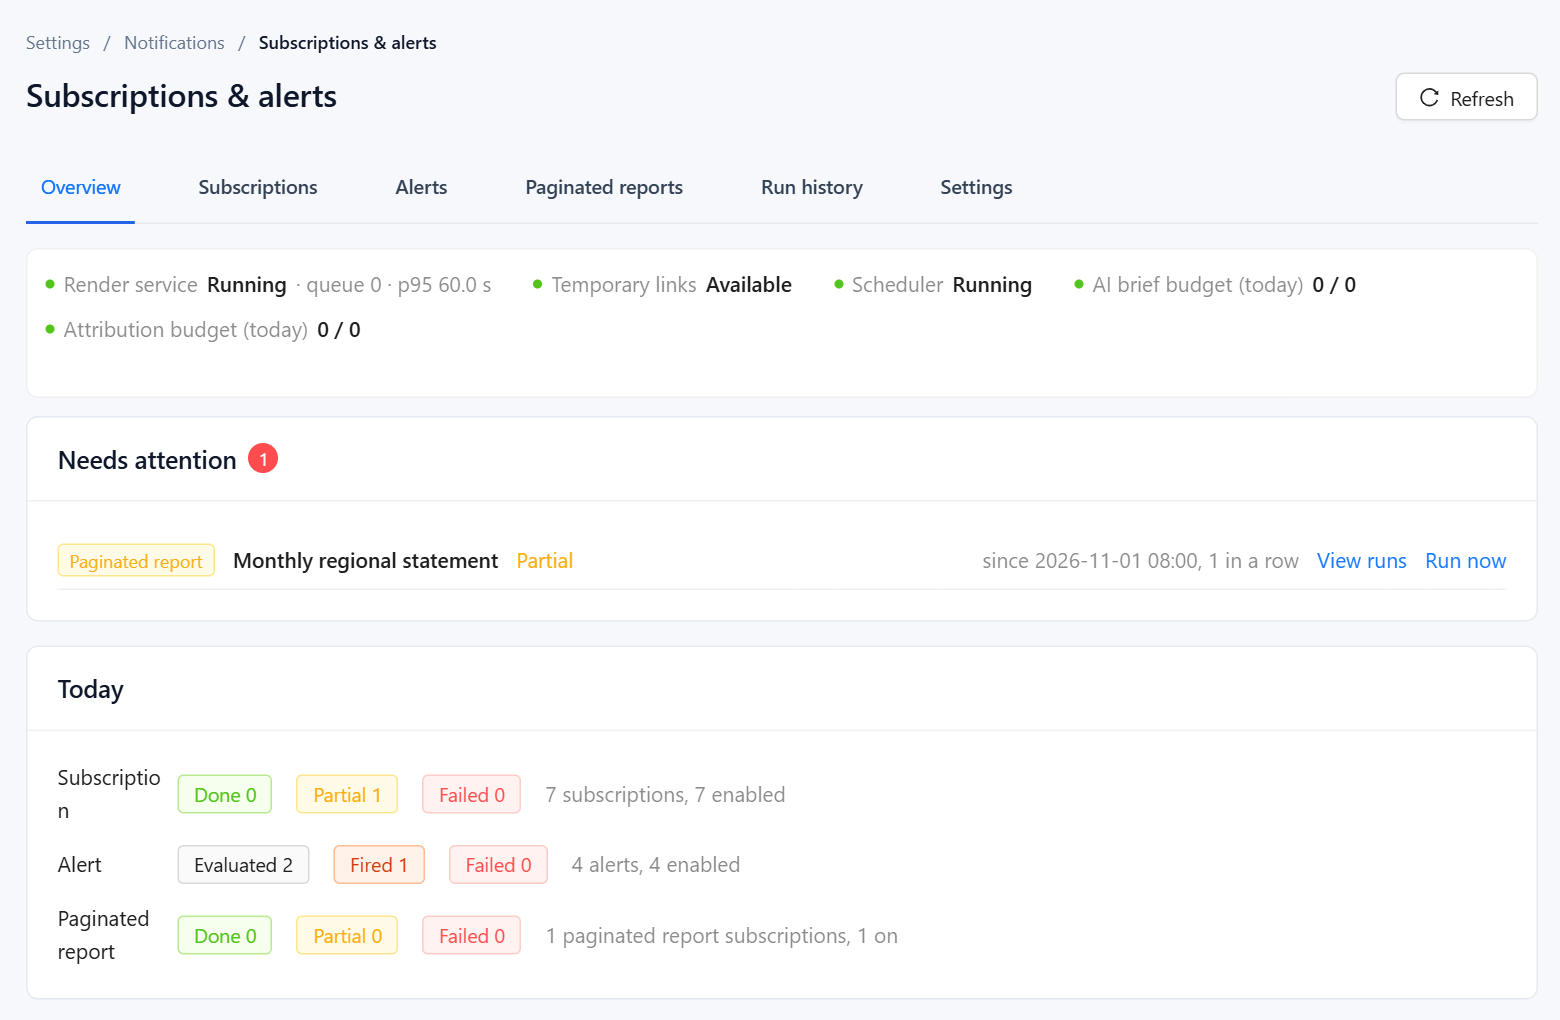 Settings / Notifications / Subscriptions & alerts
Subscriptions & alerts
Refresh
Overview Subscriptions Alerts Paginated reports Run history Settings
Render service Running · queue 0 · p95 60.0 s Temporary links Available Scheduler Running AI brief budget (today) 0 / 0
Attribution budget (today) 0 / 0
Needs attention 1
Paginated report Monthly regional statement Partial since 2026-11-01 08:00, 1 in a row View runs Run now
Today
Subscriptio
n
Done 0 Partial 1 Failed 0 7 subscriptions, 7 enabled
Alert Evaluated 2 Fired 1 Failed 0 4 alerts, 4 enabled
Paginated
report
Done 0 Partial 0 Failed 0 1 paginated report subscriptions, 1 on